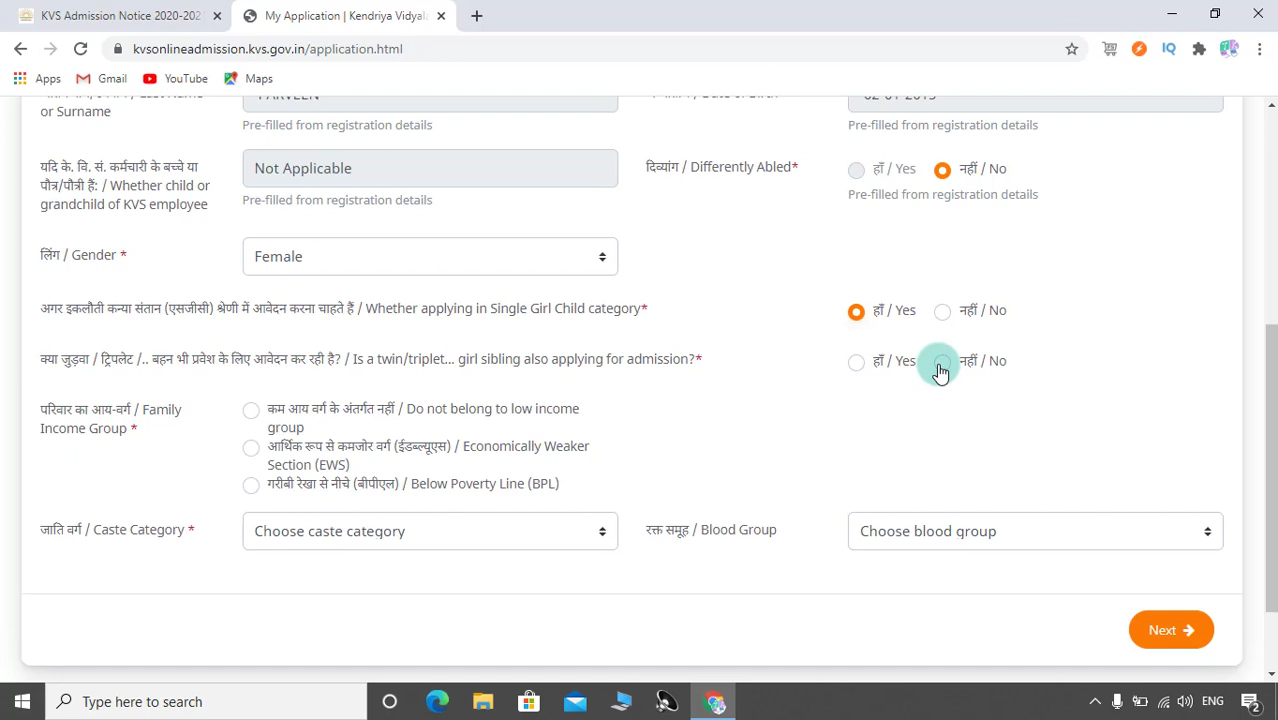 KVS Admission Notice 2020-202
My Application | Kendriya Vidyala
kvsonlineadmission.kvs.gov.in/application.html
IQ
Apps Gmail YouTube Maps
or Surname
Pre-filled from registration details
Pre-filled from registration details
यदि के. वि. सं. कर्मचारी के बच्चे या
पौत्र/पौत्री हैं: / Whether child or
grandchild of KVS employee
Not Applicable
Pre-filled from registration details
दिव्यांग / Differently Abled*
हाँ / Yes नहीं / No
Pre-filled from registration details
लिंग / Gender *
Female
अगर इकलौती कन्या संतान (एसजीसी) श्रेणी में आवेदन करना चाहते हैं / Whether applying in Single Girl Child category*
हाँ / Yes नहीं / No
क्या जुड़वा / ट्रिपलेट /.. बहन भी प्रवेश के लिए आवेदन कर रही है? / Is a twin/triplet... girl sibling also applying for admission?*
हाँ / Yes नहीं / No
परिवार का आय-वर्ग / Family
Income Group *
कम आय वर्ग के अंतर्गत नहीं / Do not belong to low income
group
आर्थिक रूप से कमजोर वर्ग (ईडब्ल्यूएस) / Economically Weaker
Section (EWS)
गरीबी रेखा से नीचे (बीपीएल) / Below Poverty Line (BPL)
जाति वर्ग / Caste Category *
Choose caste category
रक्त समूह / Blood Group
Choose blood group
Next
Type here to search
ENG
2